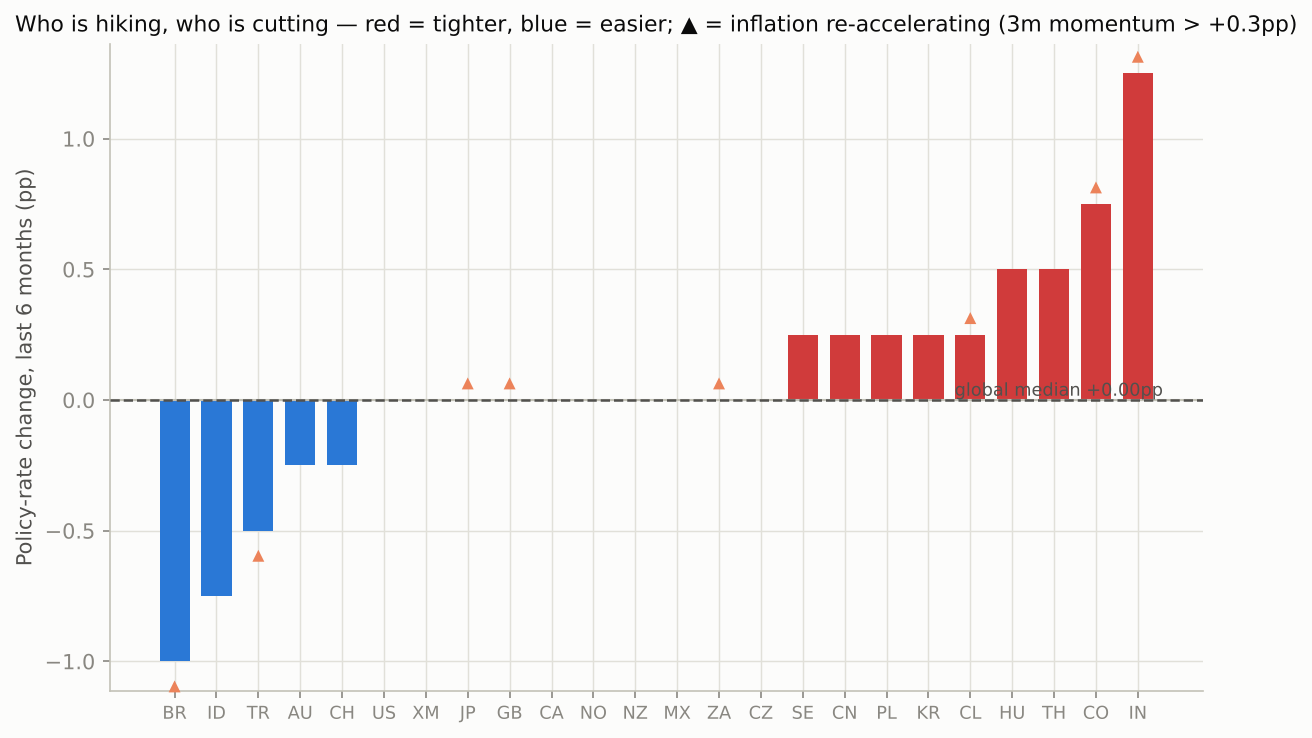 Who is hiking, who is cutting — red = tighter, blue = easier; ▲ = inflation re-accelerating (3m momentum > +0.3pp)
Policy-rate change, last 6 months (pp)
1.0
0.5
0.0
−0.5
−1.0
global median +0.00pp
BR ID TR AU CH US XM JP GB CA NO NZ MX ZA CZ SE CN PL KR CL HU TH CO IN